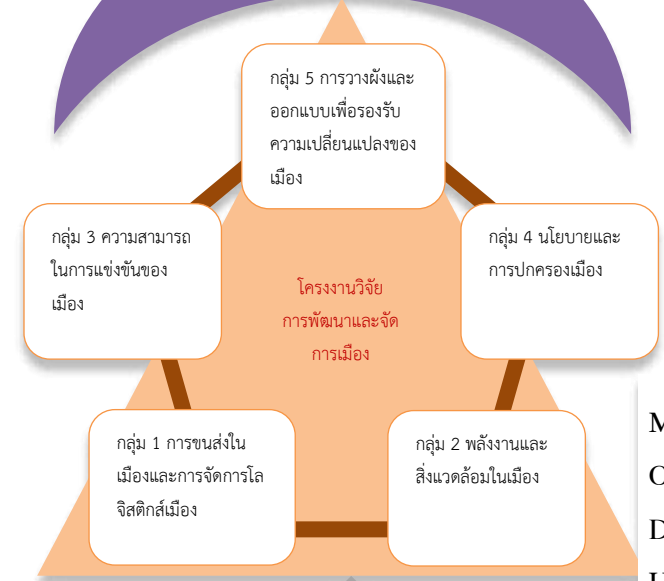 กลุ่ม 5 การวางผังและ
ออกแบบเพื่อรองรับ
ความเปลี่ยนแปลงของ
เมือง
กลุ่ม 3 ความสามารถ
ในการแข่งขันของ
เมือง
กลุ่ม 4 นโยบายและ
การปกครองเมือง
โครงงานวิจัย
การพัฒนาและจัด
การเมือง
กลุ่ม 1 การขนส่งใน
เมืองและการจัดการโล
จิสติกส์เมือง
กลุ่ม 2 พลังงานและ
สิ่งแวดล้อมในเมือง
M
D